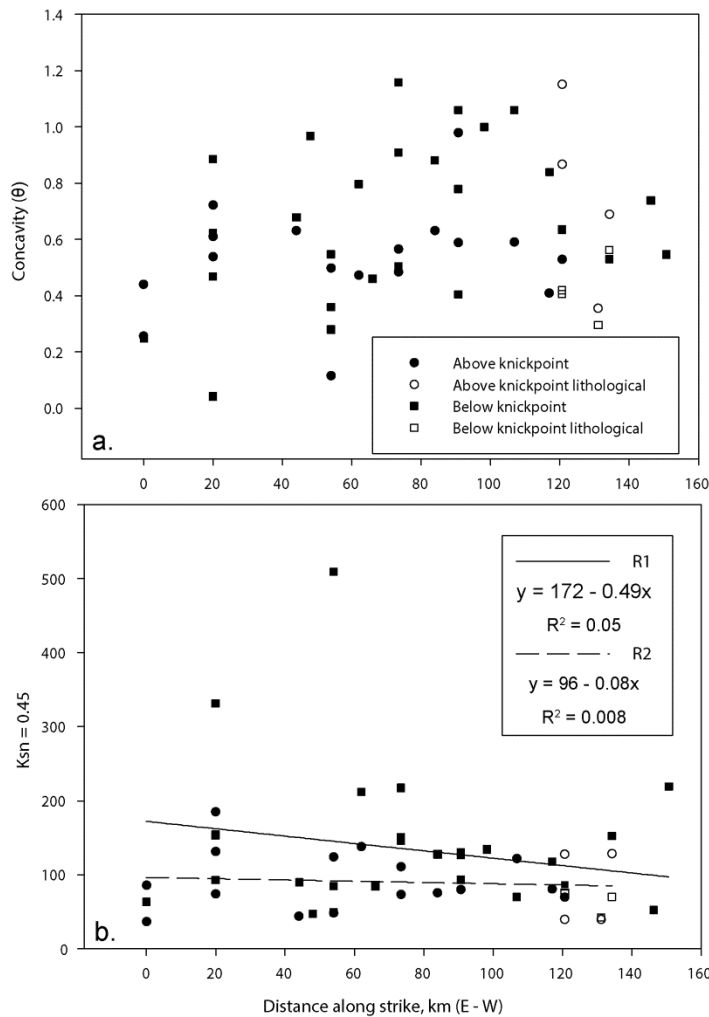 1.4
1.2
1.0
0.8
0.6
0.4
0.2
0.0
Concavity (θ)
a.
Above knickpoint
Above knickpoint lithological
Below knickpoint
Below knickpoint lithological
0 20 40 60 80 100 120 140 160
600
500
400
300
200
100
0
Ksn = 0.45
R1
y = 172 - 0.49x
R² = 0.05
R2
y = 96 - 0.08x
R² = 0.008
b.
0 20 40 60 80 100 120 140 160
Distance along strike, km (E - W)